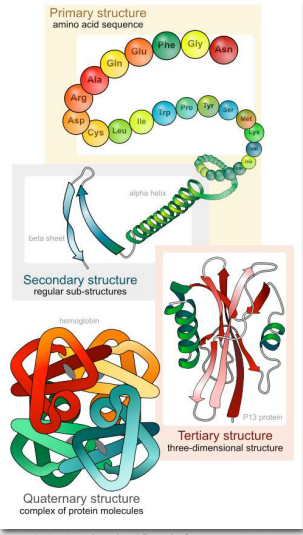 Primary structure
amino acid sequence
Asn
Gly
Phe
Glu
Gln
Ala
Arg
Asp
Cys
Leu
Ile
Trp
Pro
Tyr
Ser
Met
Lys
Val
His
alpha helix
beta sheet
Secondary structure
regular sub-structures
hemoglobin
P13 protein
Tertiary structure
three-dimensional structure
Quaternary structure
complex of protein molecules